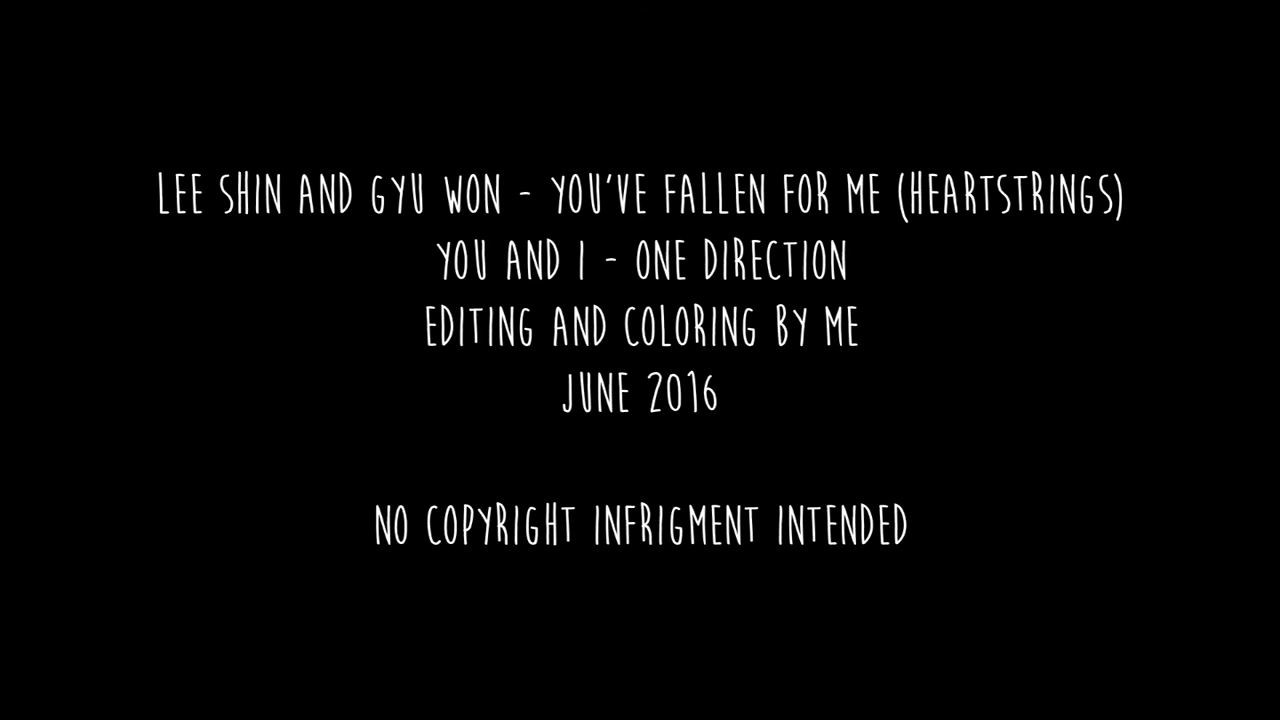 LEE SHIN AND GYU WON - YOU'VE FALLEN FOR ME (HEARTSTRINGS)
YOU AND I - ONE DIRECTION
EDITING AND COLORING BY ME
JUNE 2016
NO COPYRIGHT INFRIGMENT INTENDED